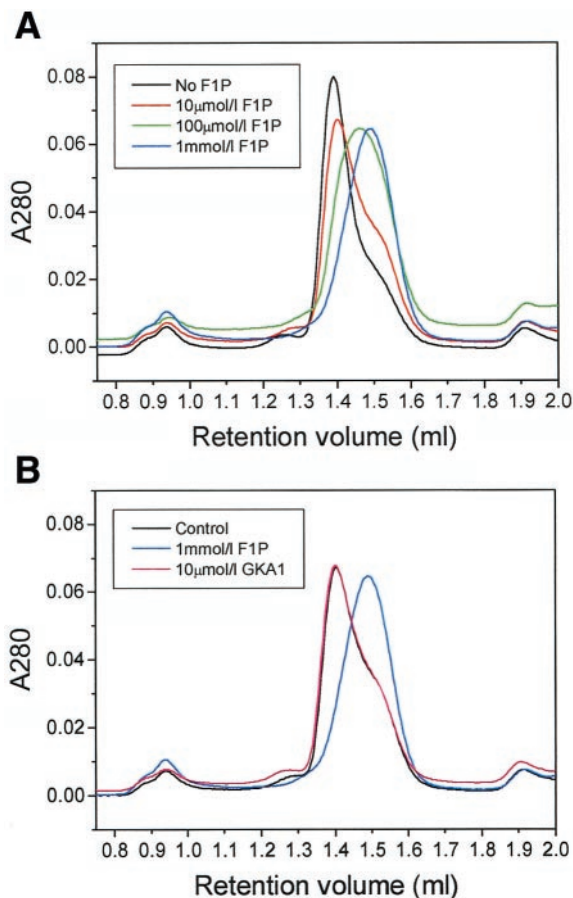 A
0.08
0.06
0.04
0.02
0.00
A280
No F1P
10μmol/l F1P
100μmol/l F1P
1mmol/l F1P
0.8 0.9 1.0 1.1 1.2 1.3 1.4 1.5 1.6 1.7 1.8 1.9 2.0
Retention volume (ml)
B
0.08
0.06
0.04
0.02
0.00
A280
Control
1mmol/l F1P
10μmol/l GKA1
0.8 0.9 1.0 1.1 1.2 1.3 1.4 1.5 1.6 1.7 1.8 1.9 2.0
Retention volume (ml)